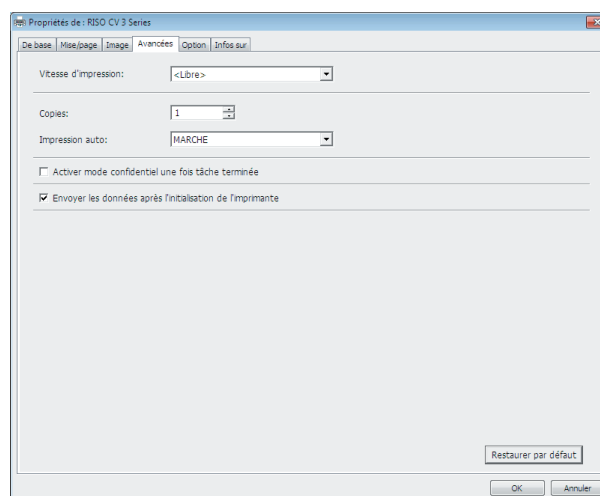 Propriétés de : RISO CV 3 Series
De base Mise/page Image Avancées Option Infos sur
Vitesse d'impression: <Libre>
Copies: 1
Impression auto: MARCHE
Activer mode confidentiel une fois tâche terminée
Envoyer les données après l'initialisation de l'imprimante
Restaurer par défaut
OK Annuler